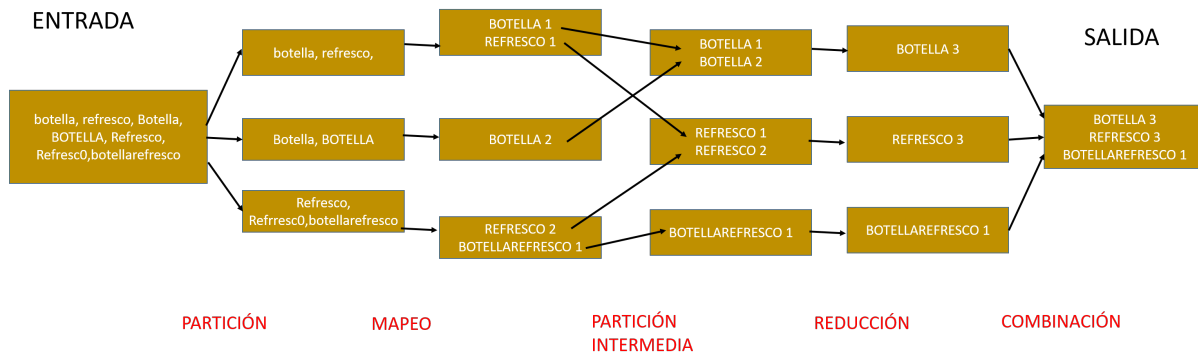 ENTRADA
SALIDA
botella, refresco, Botella,
BOTELLA, Refresco,
Refresc0,botellarefresco
botella, refresco,
Botella, BOTELLA
Refresco,
Refrresc0,botellarefresco
BOTELLA 1
REFRESCO 1
BOTELLA 2
REFRESCO 2
BOTELLAREFRESCO 1
BOTELLA 1
BOTELLA 2
REFRESCO 1
REFRESCO 2
BOTELLAREFRESCO 1
BOTELLA 3
REFRESCO 3
BOTELLAREFRESCO 1
BOTELLA 3
REFRESCO 3
BOTELLAREFRESCO 1
PARTICIÓN
MAPEO
PARTICIÓN
INTERMEDIA
REDUCCIÓN
COMBINACIÓN